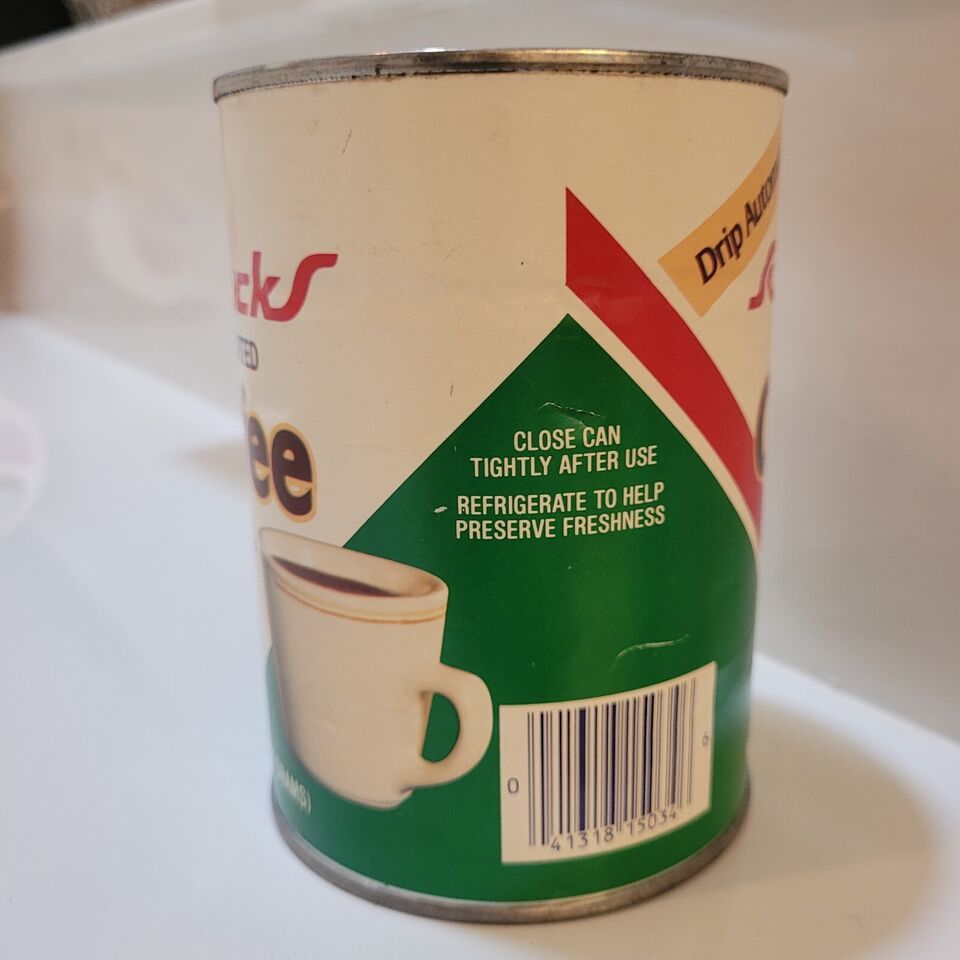 ckS
TED
ee
Drip Autom
CLOSE CAN
TIGHTLY AFTER USE
REFRIGERATE TO HELP
PRESERVE FRESHNESS
RAMS)
0 41318 15034 6